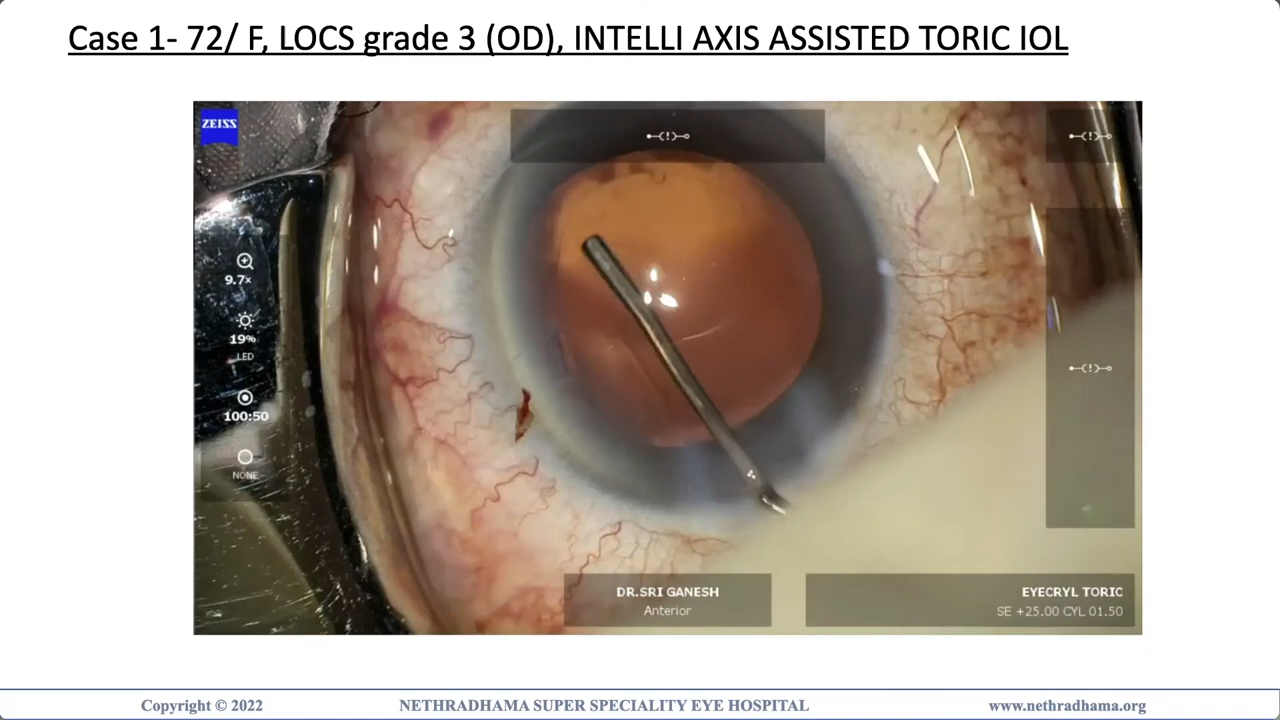 Case 1- 72/ F, LOCS grade 3 (OD), INTELLI AXIS ASSISTED TORIC IOL
ZEISS
9.7x
19%
LED
100:50
NONE
DR.SRI GANESH
Anterior
EYECRYL TORIC
SE +25.00 CYL 01.50
Copyright © 2022
NETHRADHAMA SUPER SPECIALITY EYE HOSPITAL
www.nethradhama.org